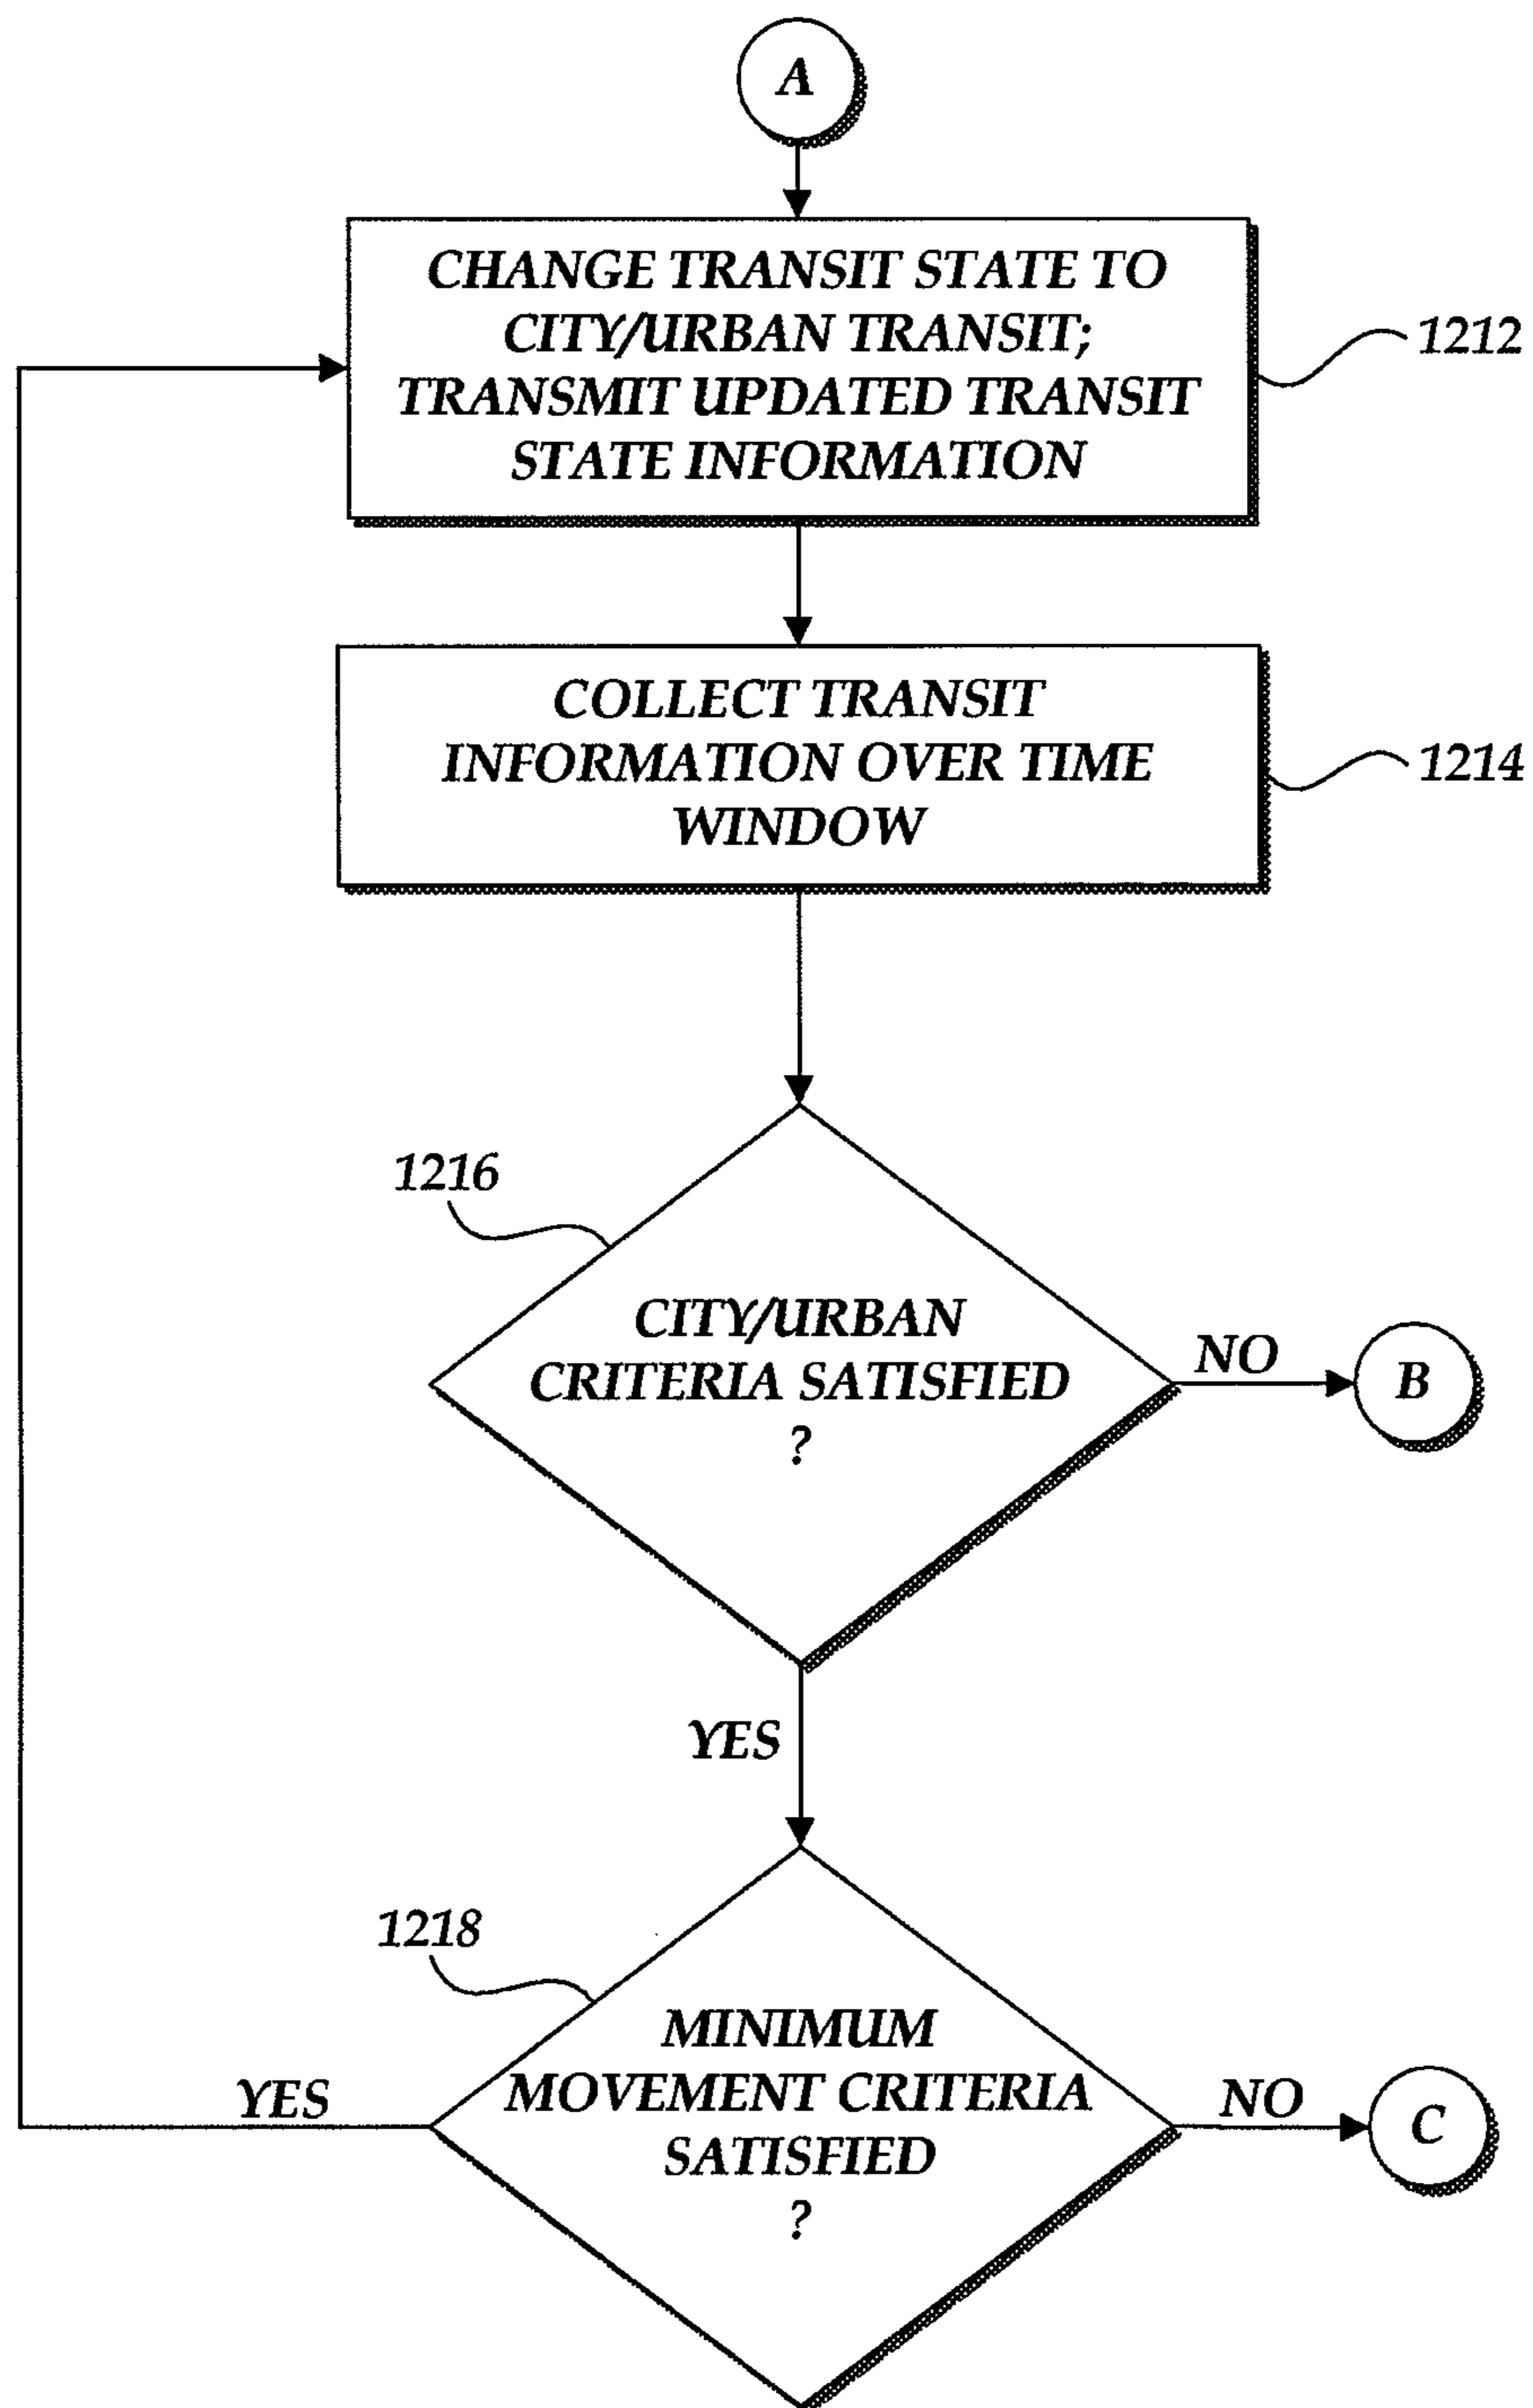 A
CHANGE TRANSIT STATE TO
CITY/URBAN TRANSIT;
TRANSMIT UPDATED TRANSIT
STATE INFORMATION
1212
COLLECT TRANSIT
INFORMATION OVER TIME
WINDOW
1214
1216
CITY/URBAN
CRITERIA SATISFIED
?
NO
B
YES
1218
MINIMUM
MOVEMENT CRITERIA
SATISFIED
?
YES
NO
C